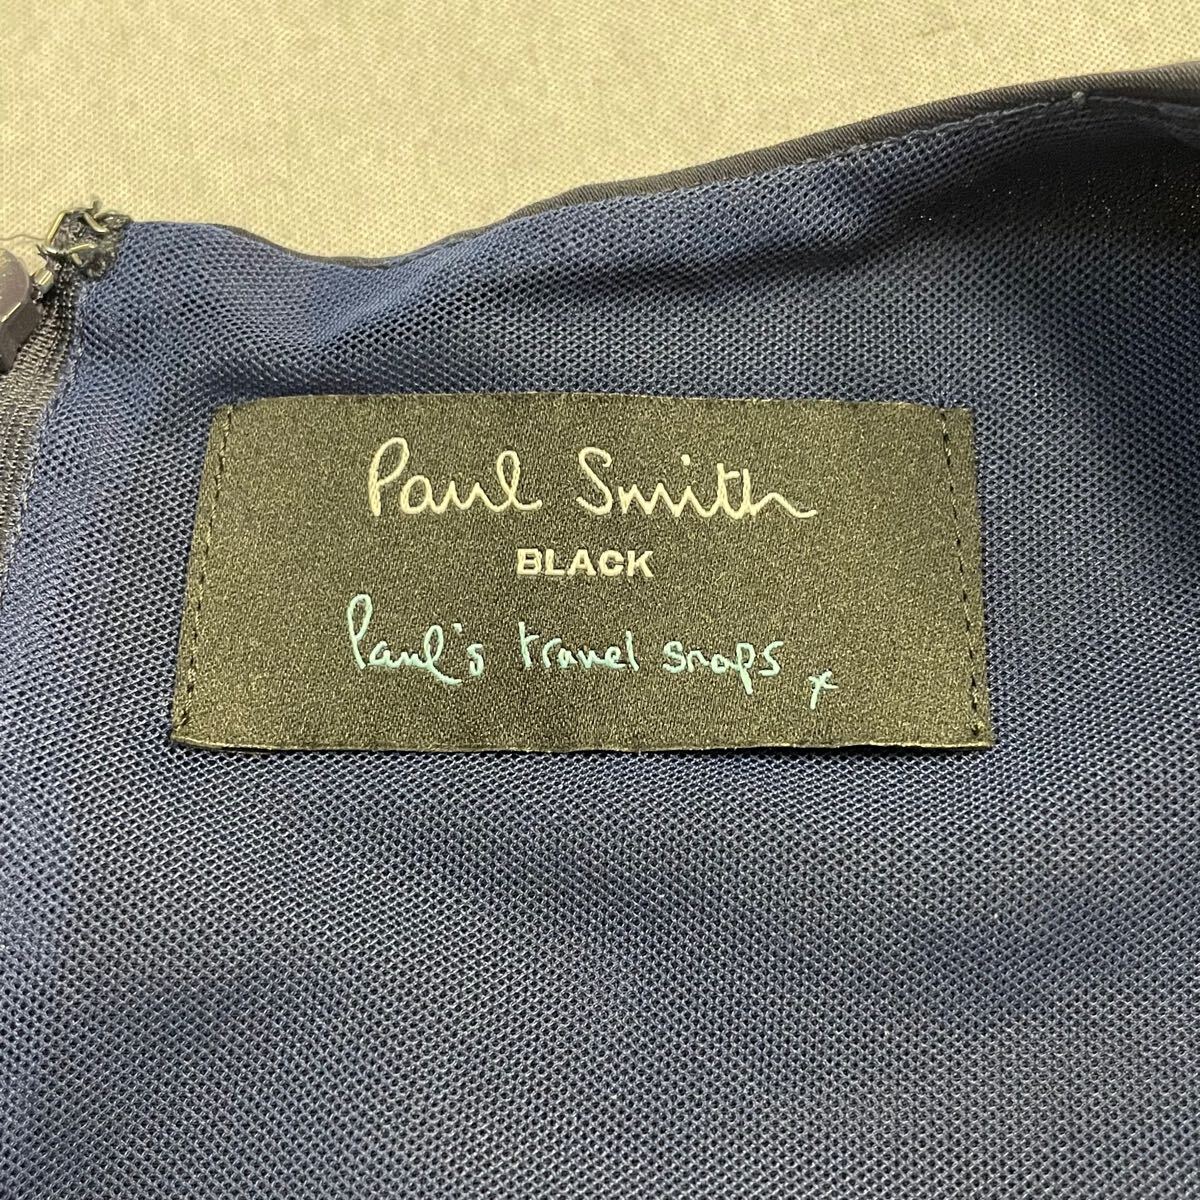 Paul Smith
BLACK
Paul's travel snaps x